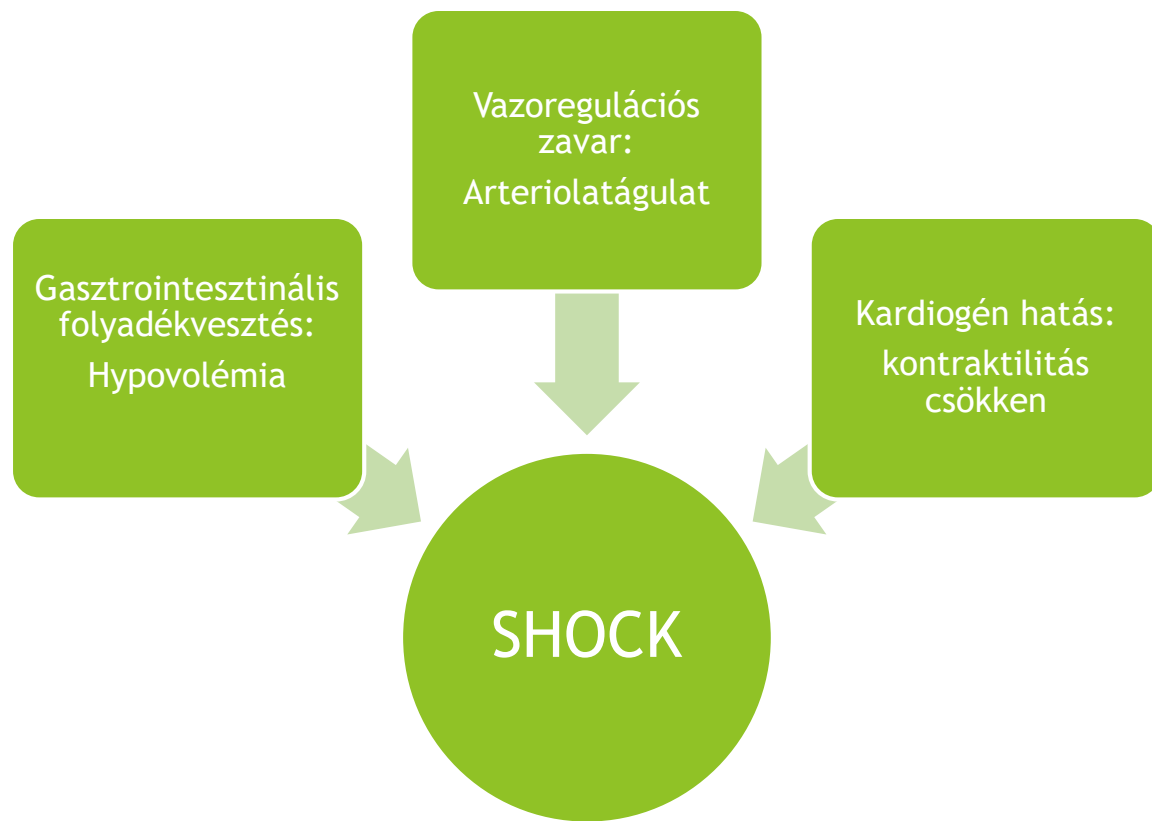 Vazoregulációs
zavar:
Arteriolatágulat
Gasztrointesztinális
folyadékvesztés:
Hypovolémia
Kardiogén hatás:
kontraktilitás
csökken
SHOCK